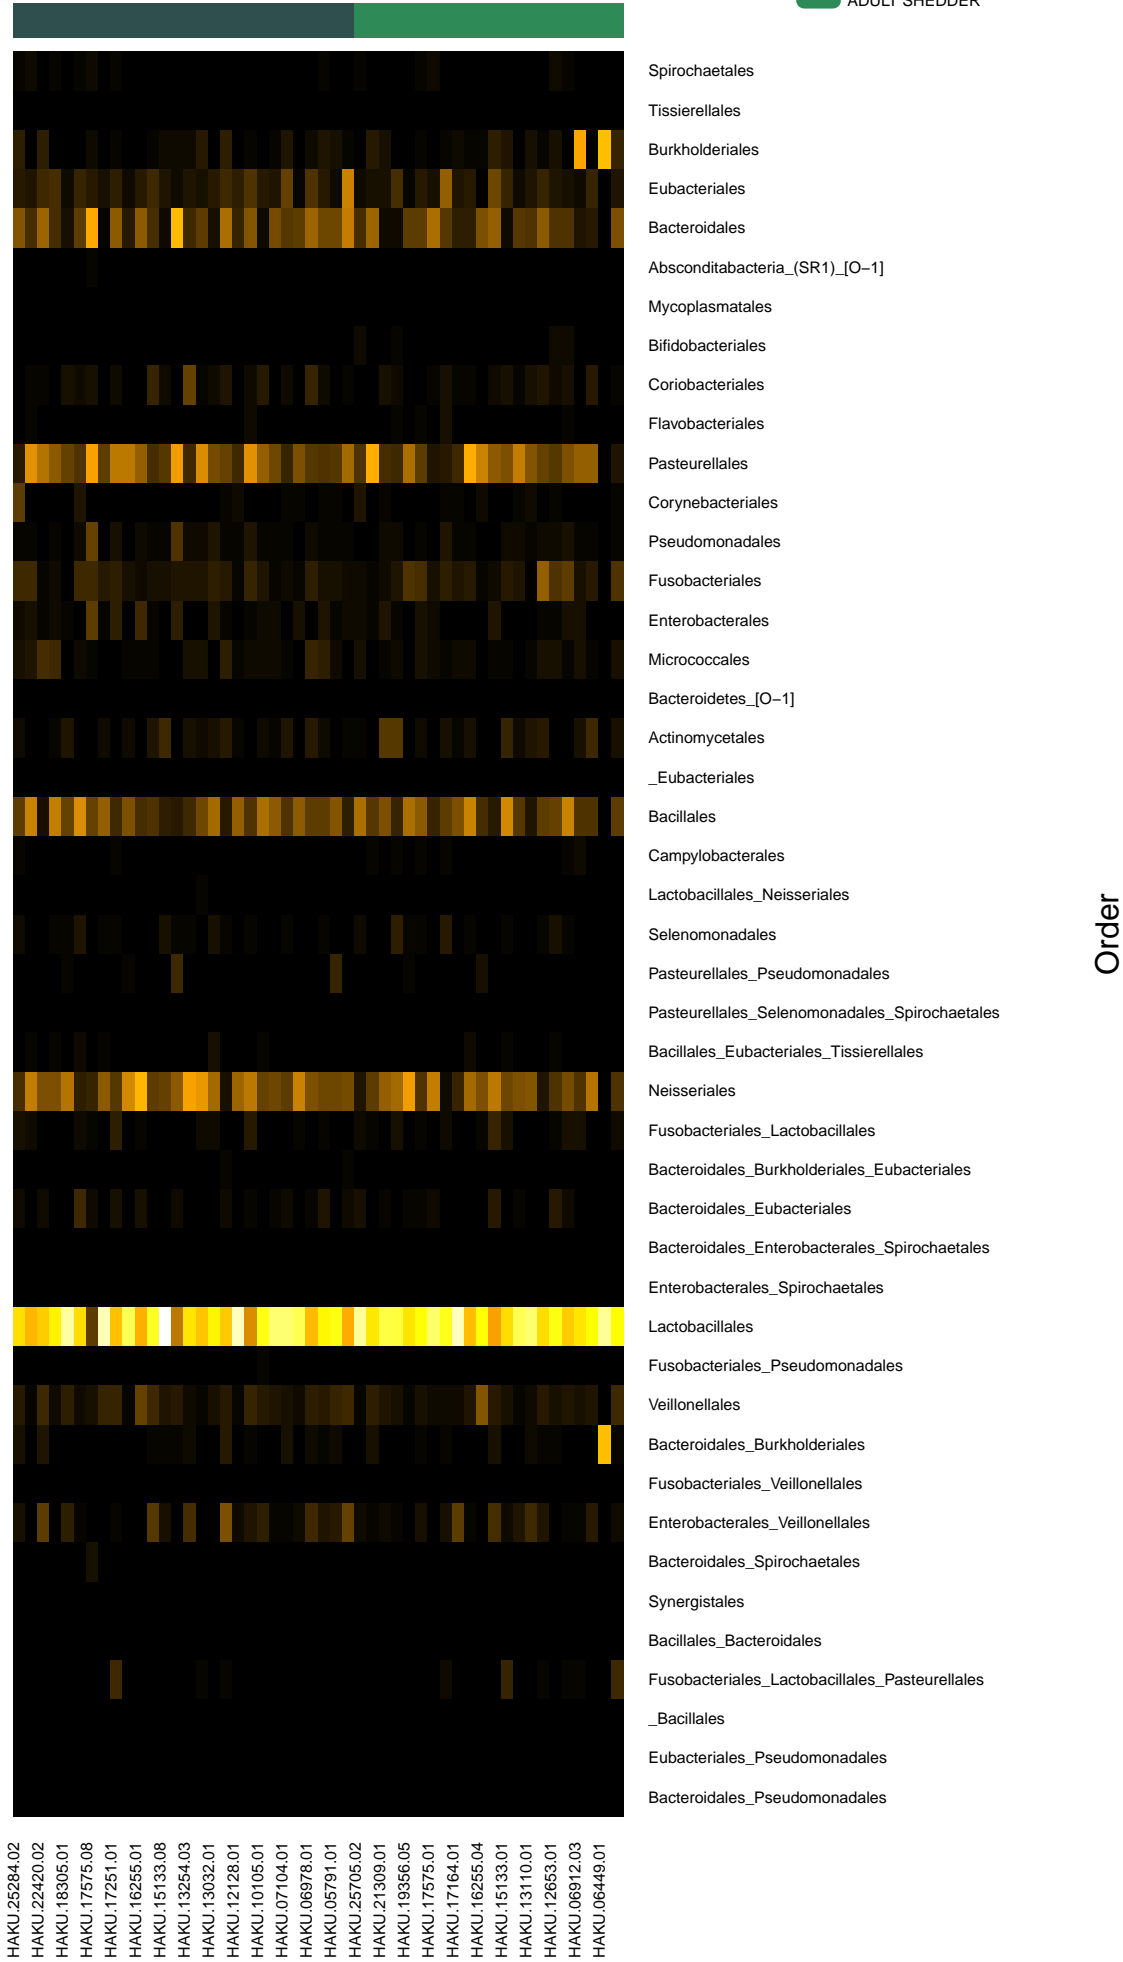 ADULT SHEDDER
Spirochaetales
Tissierellales
Burkholderiales
Eubacteriales
Bacteroidales
Absconditabacteria_(SR1)_[O−1]
Mycoplasmatales
Bifidobacteriales
Coriobacteriales
Flavobacteriales
Pasteurellales
Corynebacteriales
Pseudomonadales
Fusobacteriales
Enterobacterales
Micrococcales
Bacteroidetes_[O−1]
Actinomycetales
_Eubacteriales
Bacillales
Campylobacterales
Lactobacillales_Neisseriales
Selenomonadales
Pasteurellales_Pseudomonadales
Pasteurellales_Selenomonadales_Spirochaetales
Bacillales_Eubacteriales_Tissierellales
Neisseriales
Fusobacteriales_Lactobacillales
Bacteroidales_Burkholderiales_Eubacteriales
Bacteroidales_Eubacteriales
Bacteroidales_Enterobacterales_Spirochaetales
Enterobacterales_Spirochaetales
Lactobacillales
Fusobacteriales_Pseudomonadales
Veillonellales
Bacteroidales_Burkholderiales
Fusobacteriales_Veillonellales
Enterobacterales_Veillonellales
Bacteroidales_Spirochaetales
Synergistales
Bacillales_Bacteroidales
Fusobacteriales_Lactobacillales_Pasteurellales
_Bacillales
Eubacteriales_Pseudomonadales
Bacteroidales_Pseudomonadales
Order
HAKU.25284.02
HAKU.22420.02
HAKU.18305.01
HAKU.17575.08
HAKU.17251.01
HAKU.16255.01
HAKU.15133.08
HAKU.13254.03
HAKU.13032.01
HAKU.12128.01
HAKU.10105.01
HAKU.07104.01
HAKU.06978.01
HAKU.05791.01
HAKU.25705.02
HAKU.21309.01
HAKU.19356.05
HAKU.17575.01
HAKU.17164.01
HAKU.16255.04
HAKU.15133.01
HAKU.13110.01
HAKU.12653.01
HAKU.06912.03
HAKU.06449.01